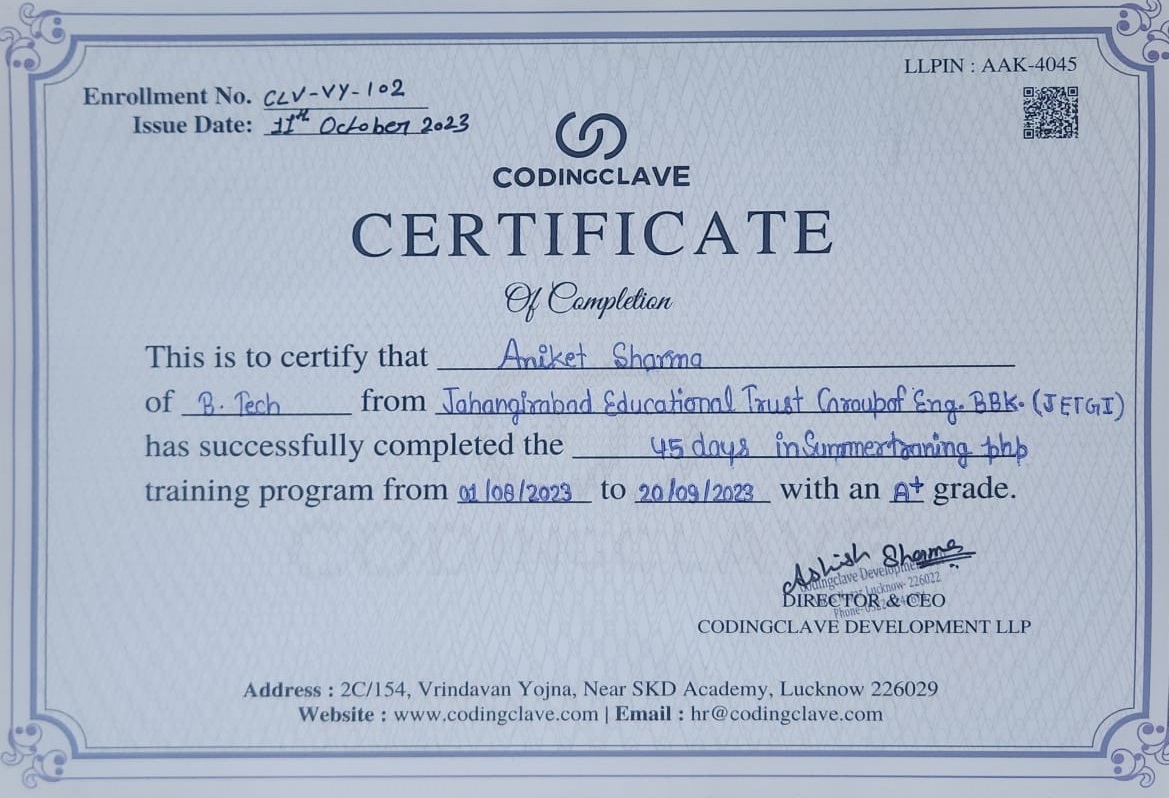 LLPIN : AAK-4045
Enrollment No. CLV-VY-102
Issue Date: 11th October 2023
CODINGCLAVE
CERTIFICATE
Of Completion
This is to certify that Aniket Sharma
of B. Tech from Jahangirabad Educational Trust Groupof Eng. BBK. (JETGI)
has successfully completed the 45 days in Summer traning php
training program from 01/08/2023 to 20/09/2023 with an A+ grade.
Ashish Sharma
Codingclave Development
Lucknow- 226022
Phone-
DIRECTOR & CEO
CODINGCLAVE DEVELOPMENT LLP
Address : 2C/154, Vrindavan Yojna, Near SKD Academy, Lucknow 226029
Website : www.codingclave.com | Email : hr@codingclave.com